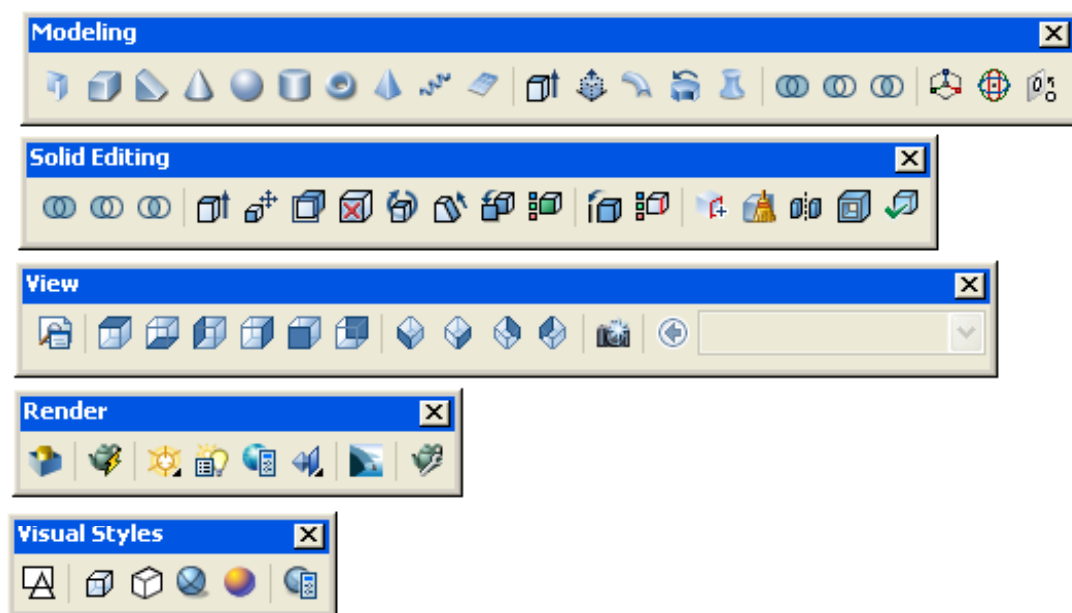 Modeling
Solid Editing
View
Render
Visual Styles